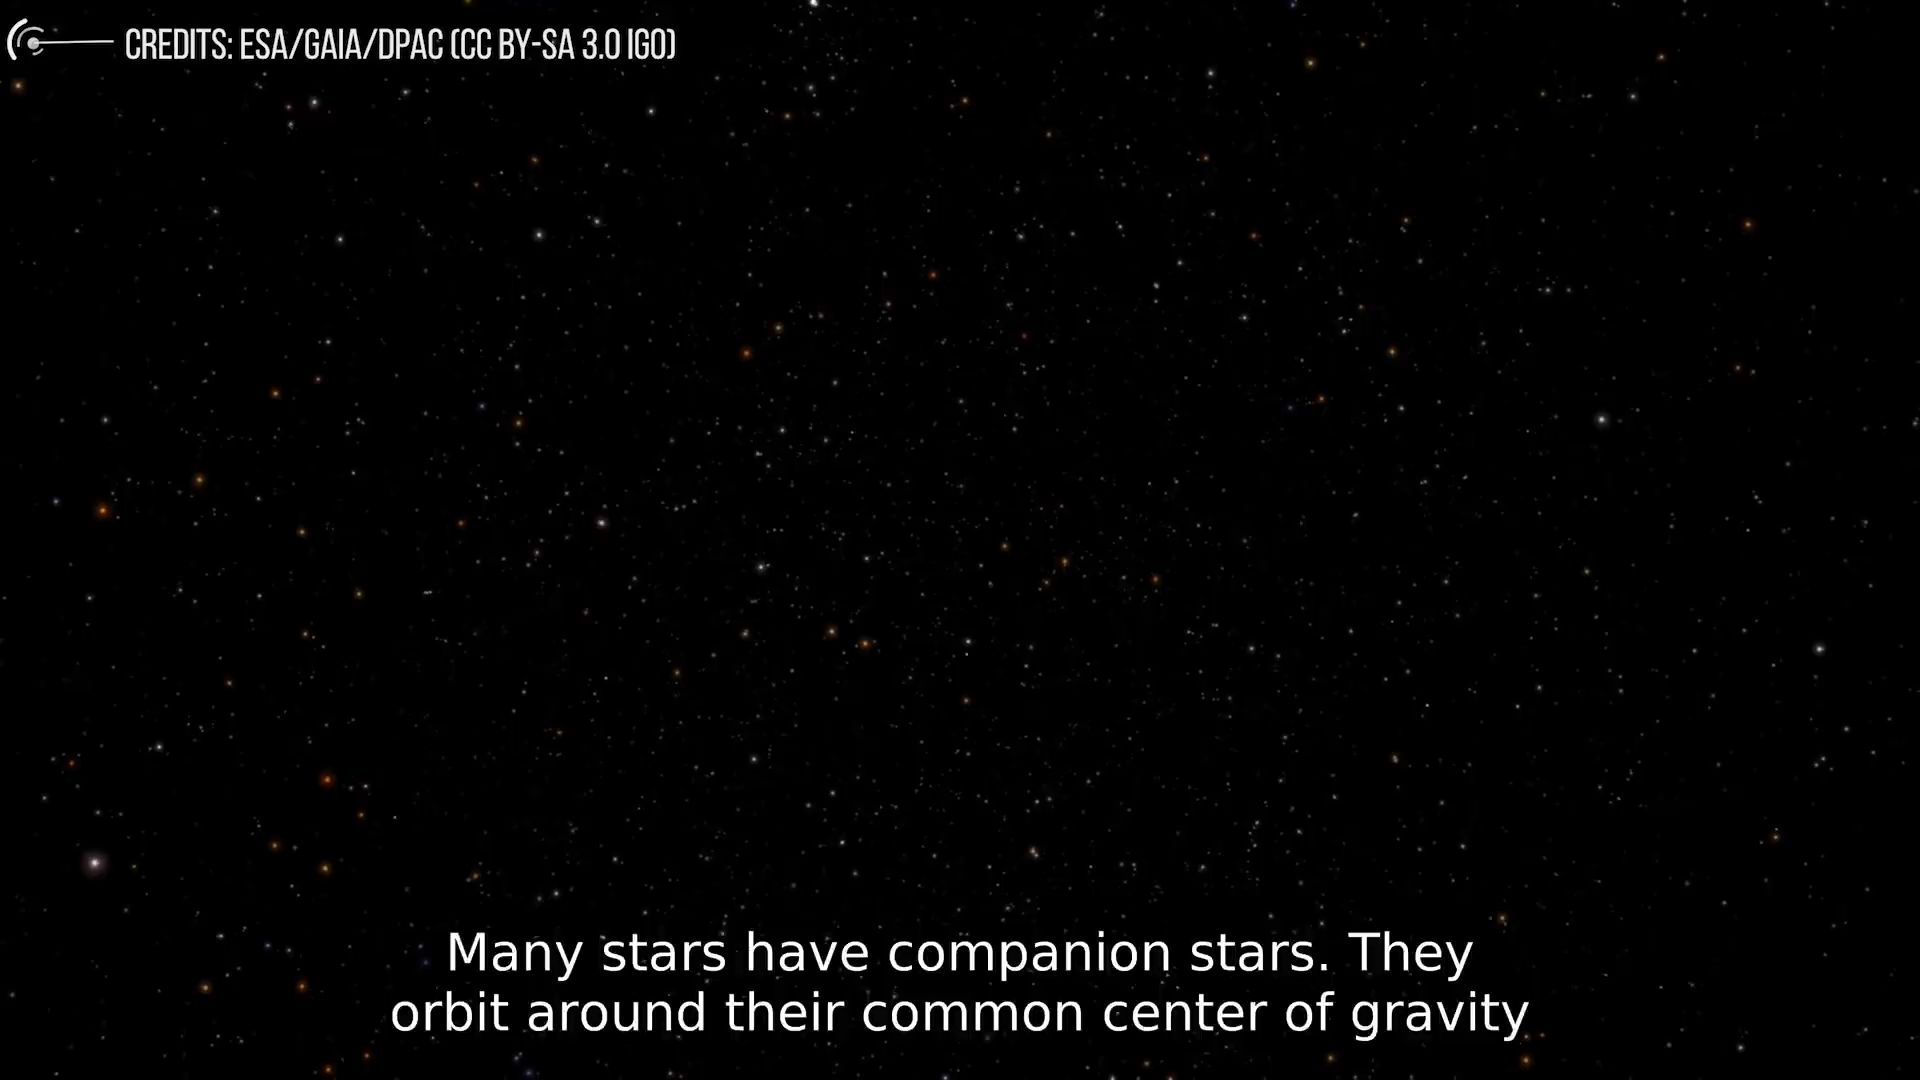 CREDITS: ESA/GAIA/DPAC (CC BY-SA 3.0 IGO)
Many stars have companion stars. They
orbit around their common center of gravity